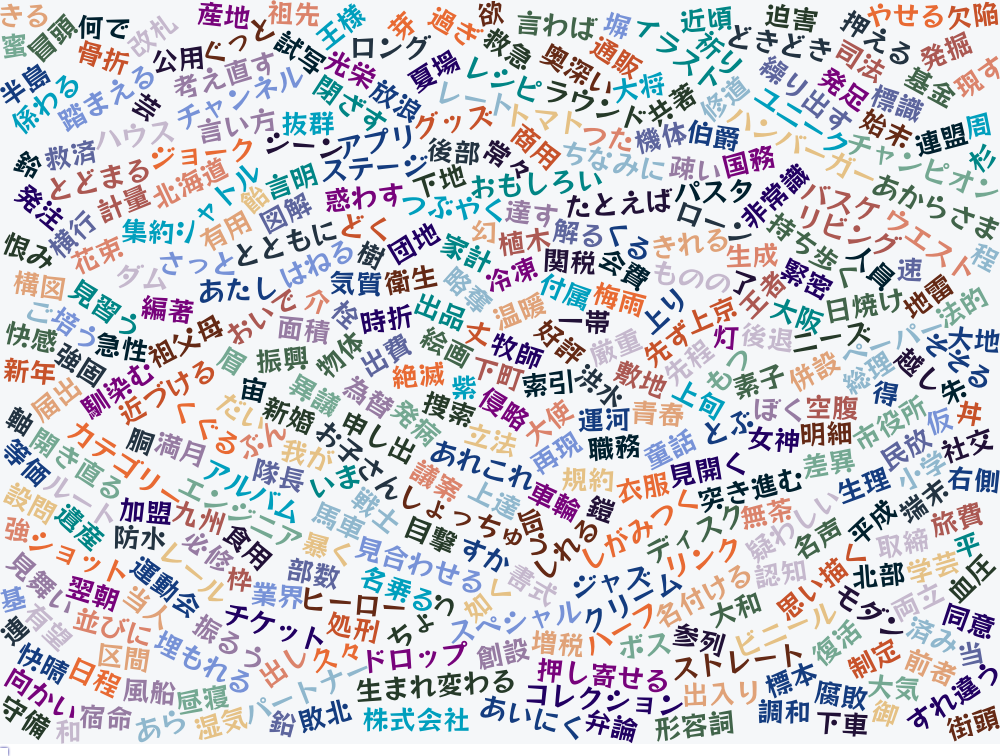 きる
蜜
冒頭
何で
改札
産地
と
祖先
王様
芽
過ぎ
欲
言わば
塀
イラスト
近頃
祈り
どきどき
迫害
押える
やせる
欠陥
半島
係わる
骨折
公用
ぐっと
試写
ロング
救急
奥深い
通販
大将
共著
繰り出す
司法
発掘
踏まえる
考え直す
光栄
放浪
夏場
レシピ
ラウンド
修道
ユニーク
発足
標識
基金
現す
芸
チャンネル
閉ざす
レート
トマト
機体
伯爵
ハンバーガー
始末
連盟
周
鈴
救済
ハウス
言い方
抜群
シーン
アプリ
グッズ
商用
つた
チャンピオン
杉
とどまる
ジョーク
ステージ
後部
常々
ちなみに
疎い
国務
発注
横行
計量
北海道
シャトル
飴
言明
惑わす
下地
おもしろい
たとえば
パスタ
非常識
バスケ
あからさま
恨み
花束
集約
有用
図解
どく
つぶやく
達す
ローン
リビング
ウエスト
構図
ダム
さっと
とともに
樹
団地
家計
幻
植木
解る
くる
きれる
生成
持ち歩く
人員
速
程
ご
見習う
編著
あたし
はねる
気質
衛生
略奪
冷凍
関税
会費
ものの
了
王者
緊密
日焼け
地雷
法的
快感
培う
急性
祖父母
おいで
介
面積
時折
出品
温暖
付属
梅雨
一帯
上り
上京
大阪
ニーズ
ペーパー
大地
新年
強固
眉
振興
物体
出費
絵画
丈
牧師
好評
厳重
先ず
灯
後退
併設
総理
越し
届出
馴染む
近づける
宙
異議
為替
絶滅
紫
下町
索引
洪水
敷地
先程
もつ
素子
得
朱
軸
カテゴリー
胴
くぐる
だい
新婚
発病
捜索
侵略
大使
運河
青春
上旬
とぶ
ぼく
空腹
市役所
仮
丼
等価
開き直る
満月
ぶん
我が
お子さん
申し出
立法
あれこれ
再現
職務
童話
女神
明細
民放
社交
設問
ルート
アルバム
隊長
いま
議案
上達
車輪
規約
衣服
見開く
突き進む
差異
生理
小学
右側
遺産
加盟
九州
エンジニア
馬車
戦士
しょっちゅう
鎧
しがみつく
ディスク
無茶
疑わしい
名声
平成
端末
旅費
強
ショット
防水
必修
食用
暴く
目撃
すか
リンク
取締
平
見舞い
翌朝
運動会
レール
枠
部数
見合わせる
書式
ジャズ
認知
思い描く
北部
学芸
血圧
基
有望
当人
業界
ヒーロー
名乗る
如く
クリニム
名付ける
大和
モダン
両立
同意
連
並びに
振るう
チケット
処刑
ちょ
スペシャル
ハーフ
ボス
参列
ビニール
復活
済み
当
快晴
区間
埋もれる
久々
ドロップ
創設
増税
ストレート
制定
前者
向かい
日程
風船
昼寝
出し
パートナー
生まれ変わる
押し寄せる
出入り
標本
腐敗
大気
すれ違う
守備
和
宿命
あら
湿気
鉛
敗北
株式会社
あいにく
コレクション
弁論
形容詞
調和
下車
御
街頭